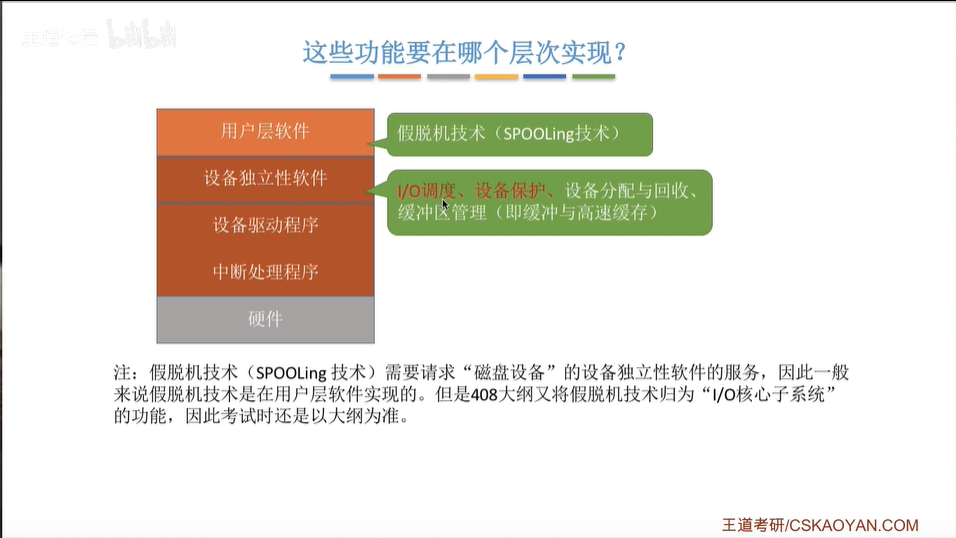 这些功能要在哪个层次实现？
用户层软件
假脱机技术（SPOOLing技术）
设备独立性软件
I/O调度、设备保护、设备分配与回收、
缓冲区管理（即缓冲与高速缓存）
设备驱动程序
中断处理程序
硬件
注：假脱机技术（SPOOLing 技术）需要请求“磁盘设备”的设备独立性软件的服务，因此一般
来说假脱机技术是在用户层软件实现的。但是408大纲又将假脱机技术归为“I/O核心子系统”
的功能，因此考试时还是以大纲为准。
王道考研/CSKAOYAN.COM